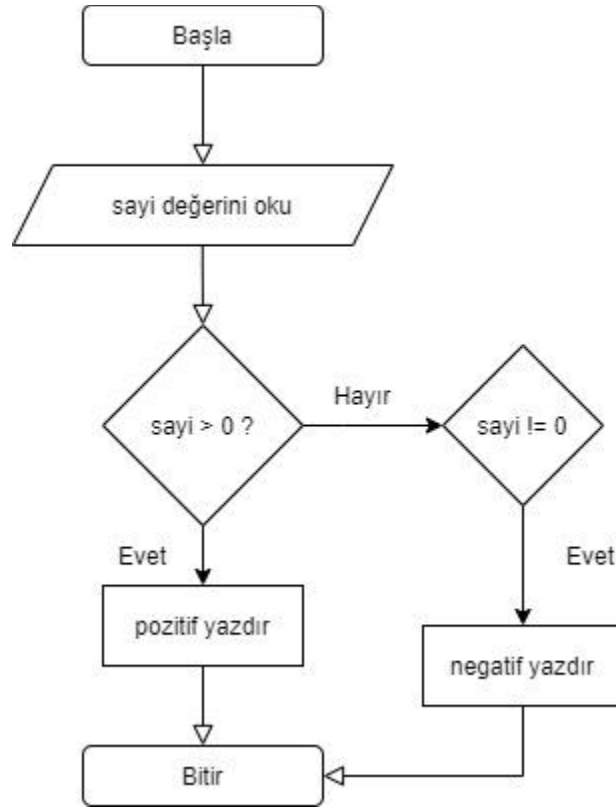 Başla
sayi değerini oku
sayi > 0 ?
Hayır
sayi != 0
Evet
Evet
pozitif yazdır
negatif yazdır
Bitir